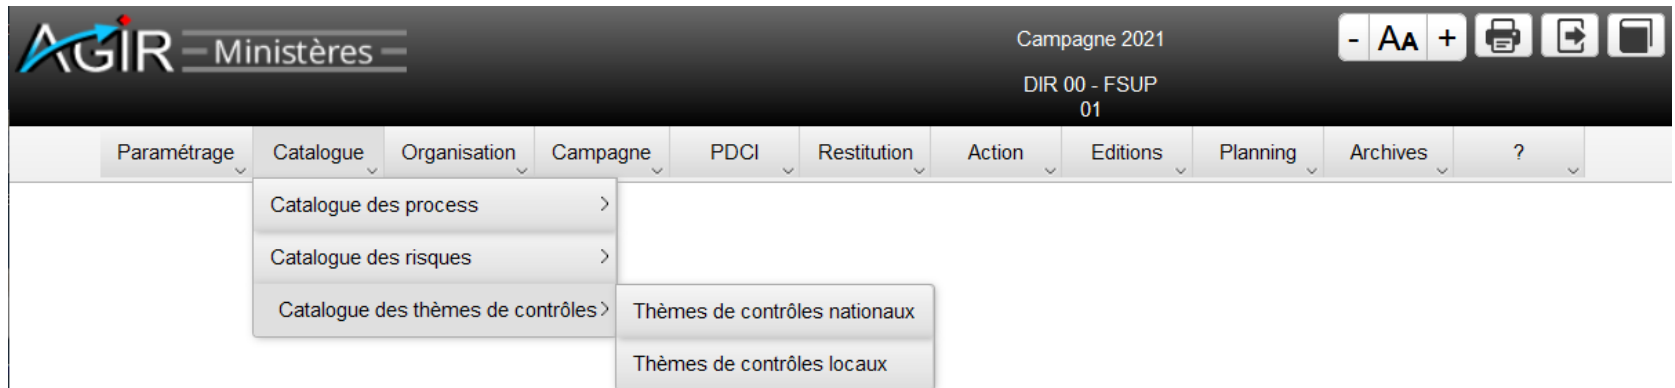 AGIR Ministères
Campagne 2021
DIR 00 - FSUP
01
- AA +
Paramétrage Catalogue Organisation Campagne PDCI Restitution Action Editions Planning Archives ?
Catalogue des process
Catalogue des risques
Catalogue des thèmes de contrôles
Thèmes de contrôles nationaux
Thèmes de contrôles locaux